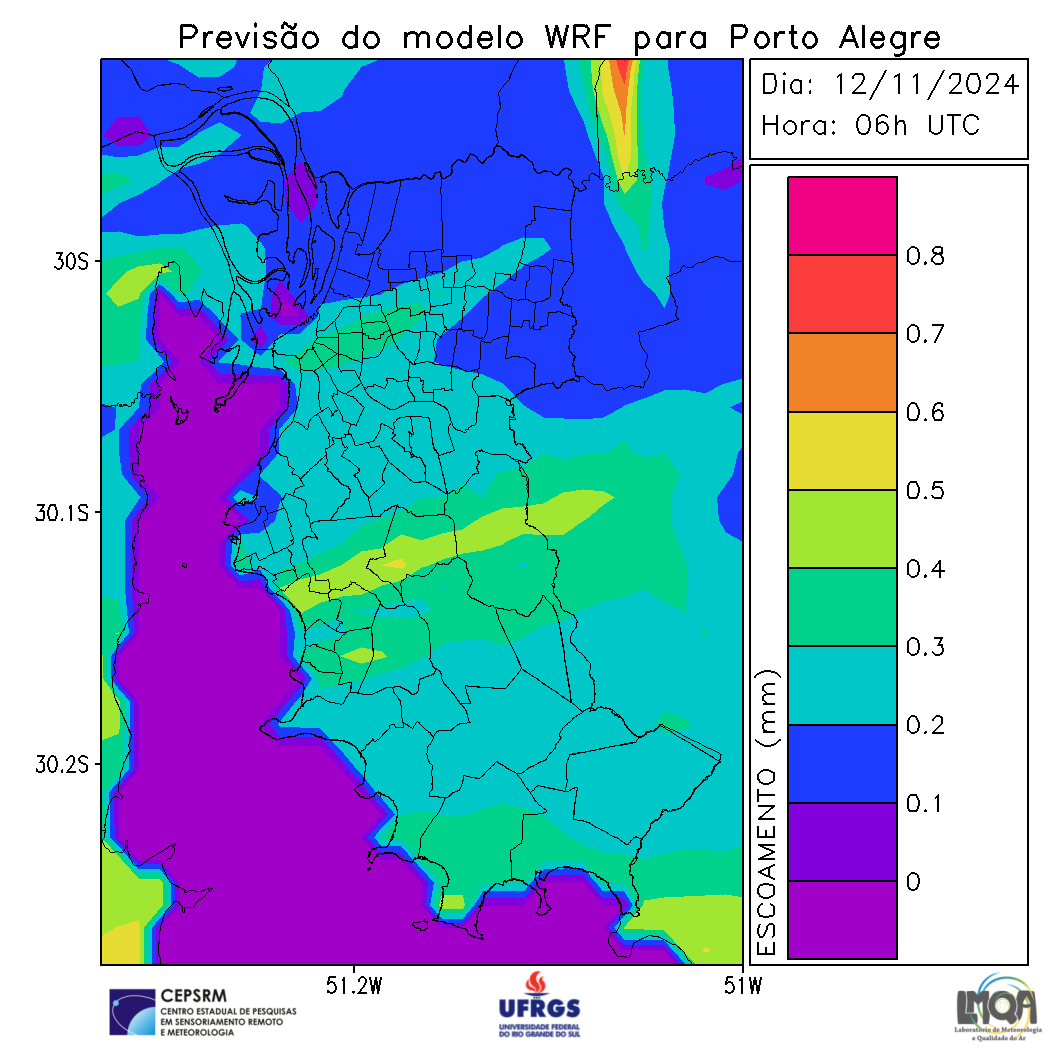 Previsão do modelo WRF para Porto Alegre
Dia: 12/11/2024
Hora: 06h UTC
30S
30.1S
30.2S
51.2W
51W
ESCOAMENTO (mm)
0.8
0.7
0.6
0.5
0.4
0.3
0.2
0.1
0
CEPSRM
CENTRO ESTADUAL DE PESQUISAS
EM SENSORIAMENTO REMOTO
E METEOROLOGIA
UFRGS
UNIVERSIDADE FEDERAL
DO RIO GRANDE DO SUL
LMQA
Laboratório de Meteorologia
e Qualidade do Ar